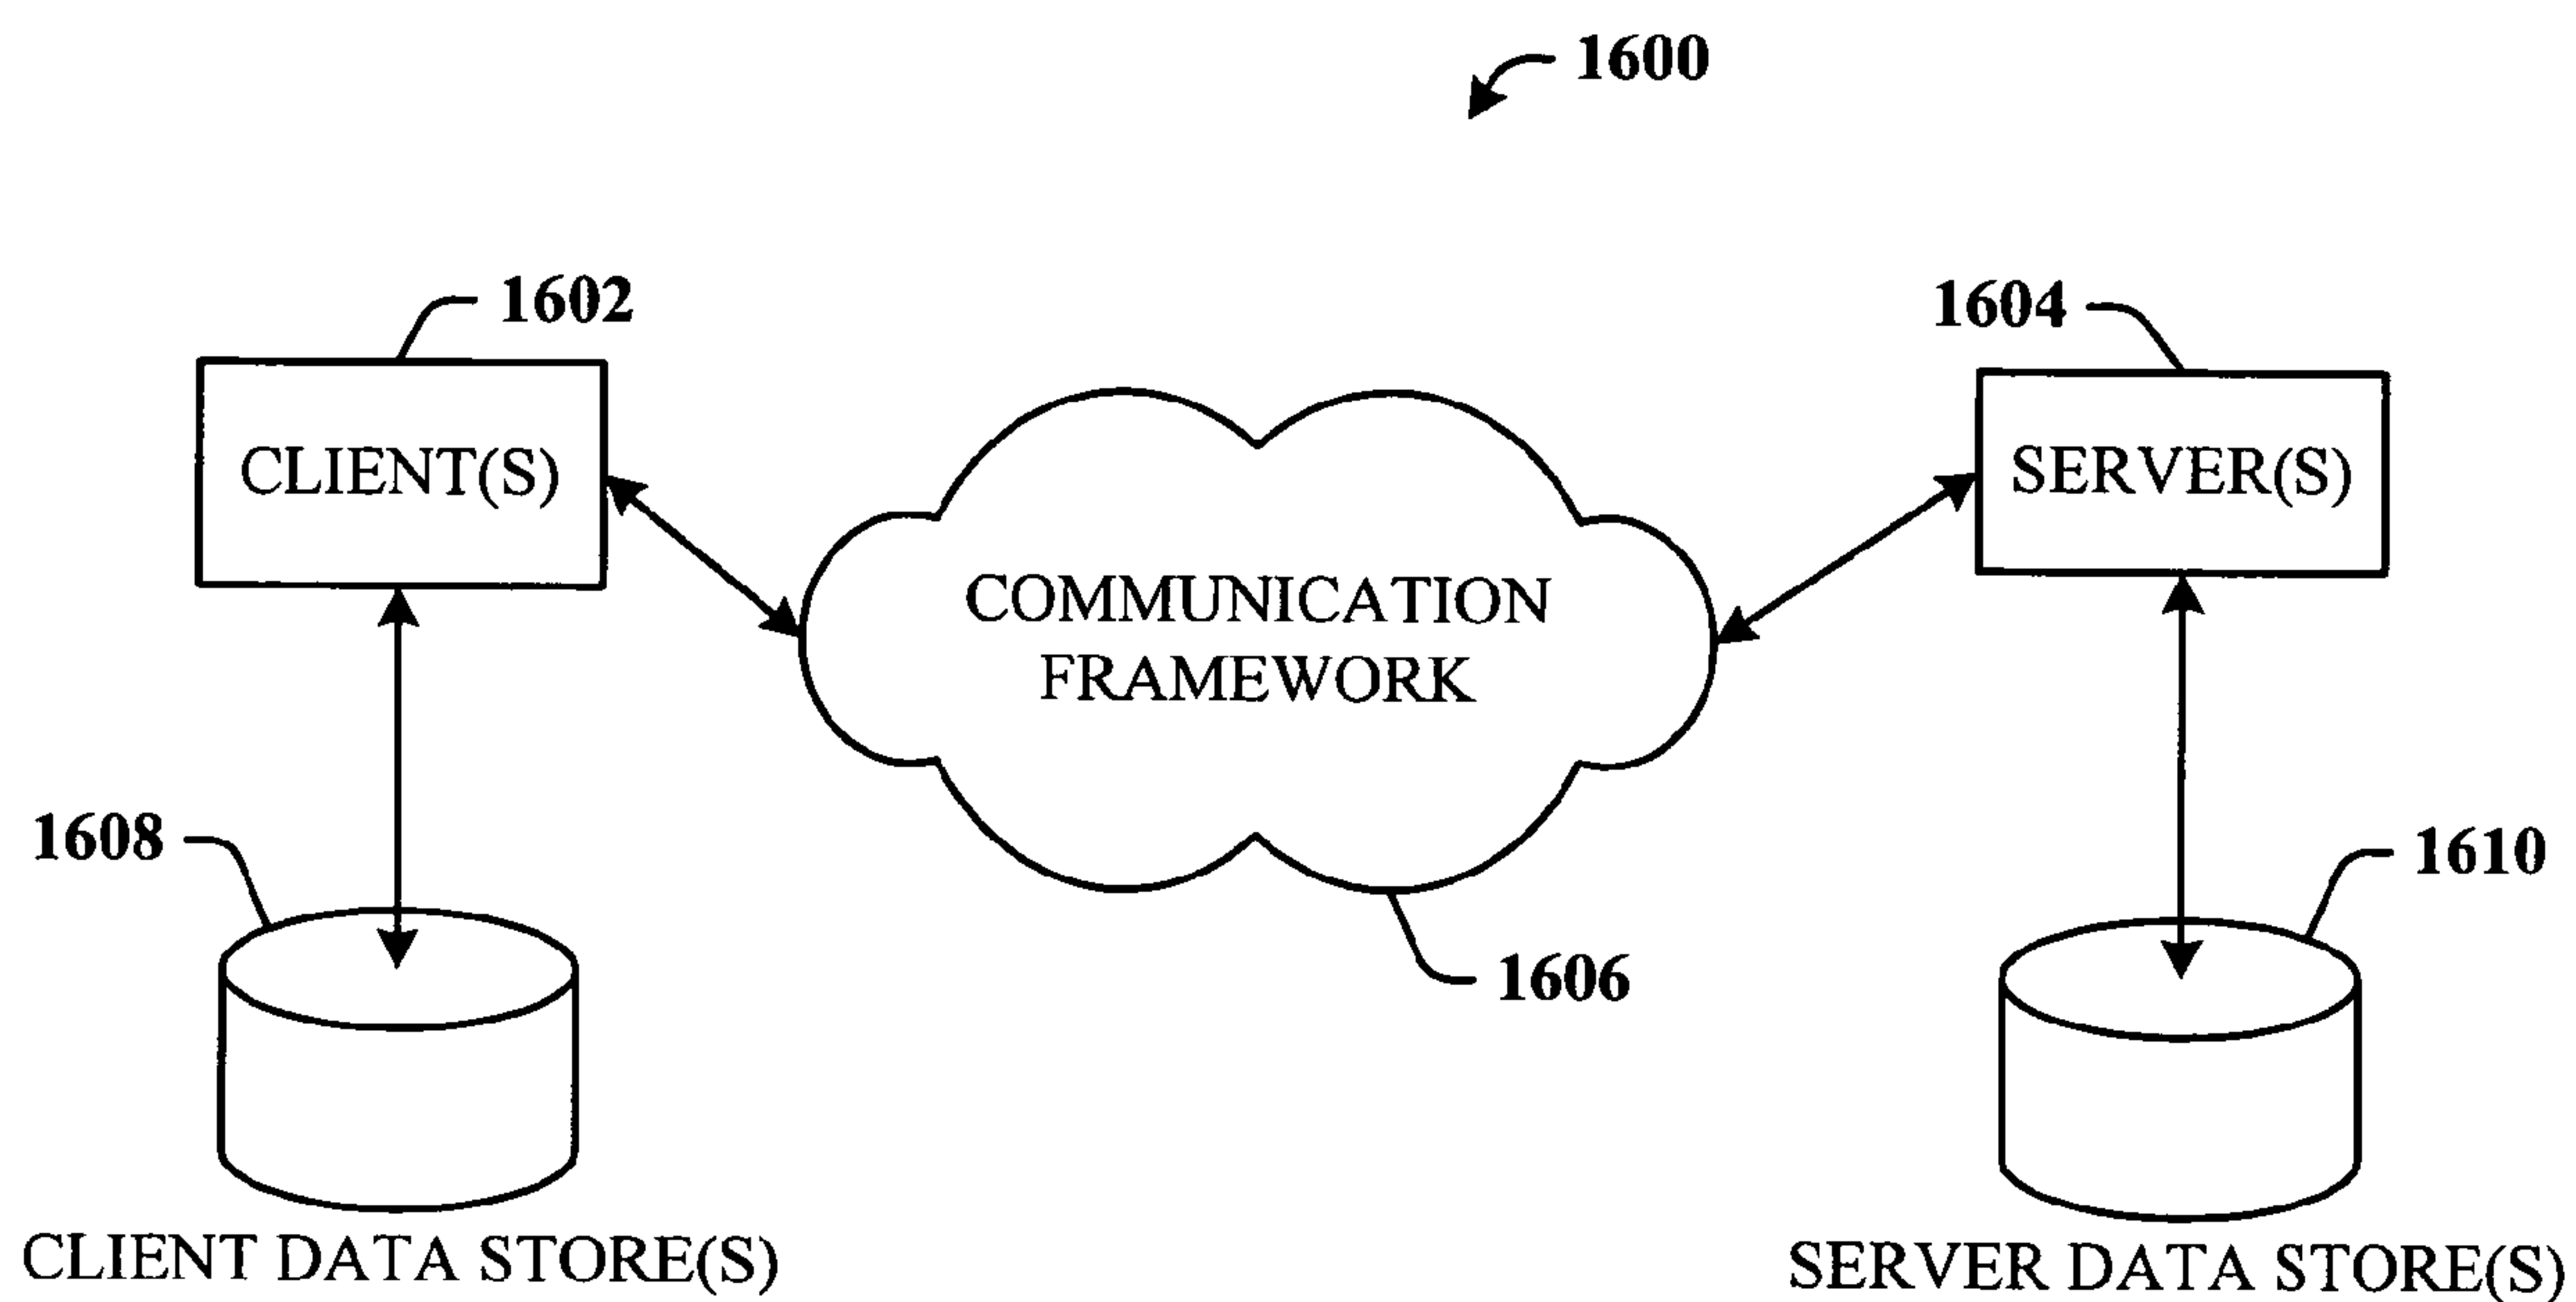 1600
1602
1604
CLIENT(S)
SERVER(S)
COMMUNICATION
FRAMEWORK
1608
1610
1606
CLIENT DATA STORE(S)
SERVER DATA STORE(S)